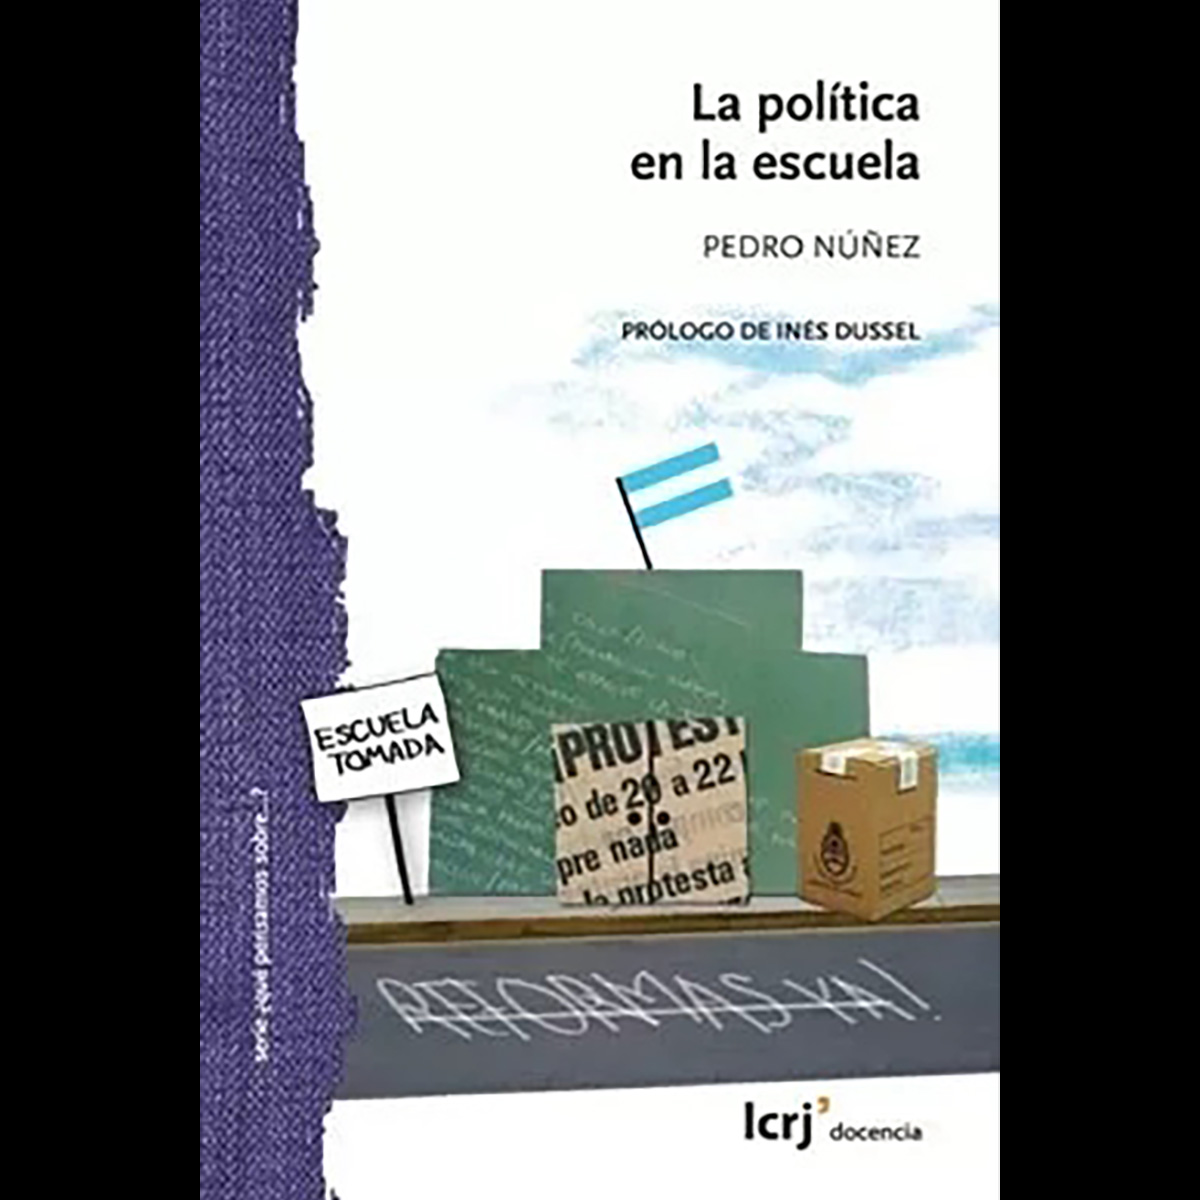 La política
en la escuela
PEDRO NÚÑEZ
PRÓLOGO DE INÉS DUSSEL
ESCUELA
TOMADA
PROTEST
o de 20 a 22
pre nada
la protesta a
REFORMAS YA!
serie ¿qué pensamos sobre...?
lcrj’ docencia